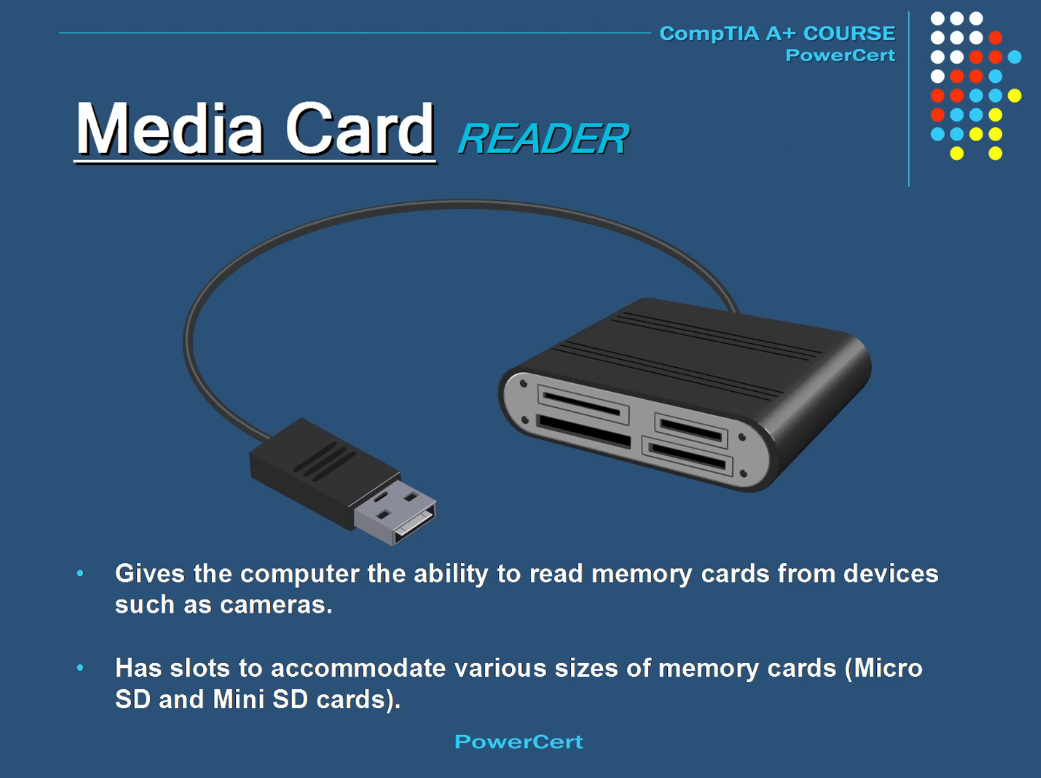 CompTIA A+ COURSE
PowerCert
Media Card READER
• Gives the computer the ability to read memory cards from devices
such as cameras.
• Has slots to accommodate various sizes of memory cards (Micro
SD and Mini SD cards).
PowerCert